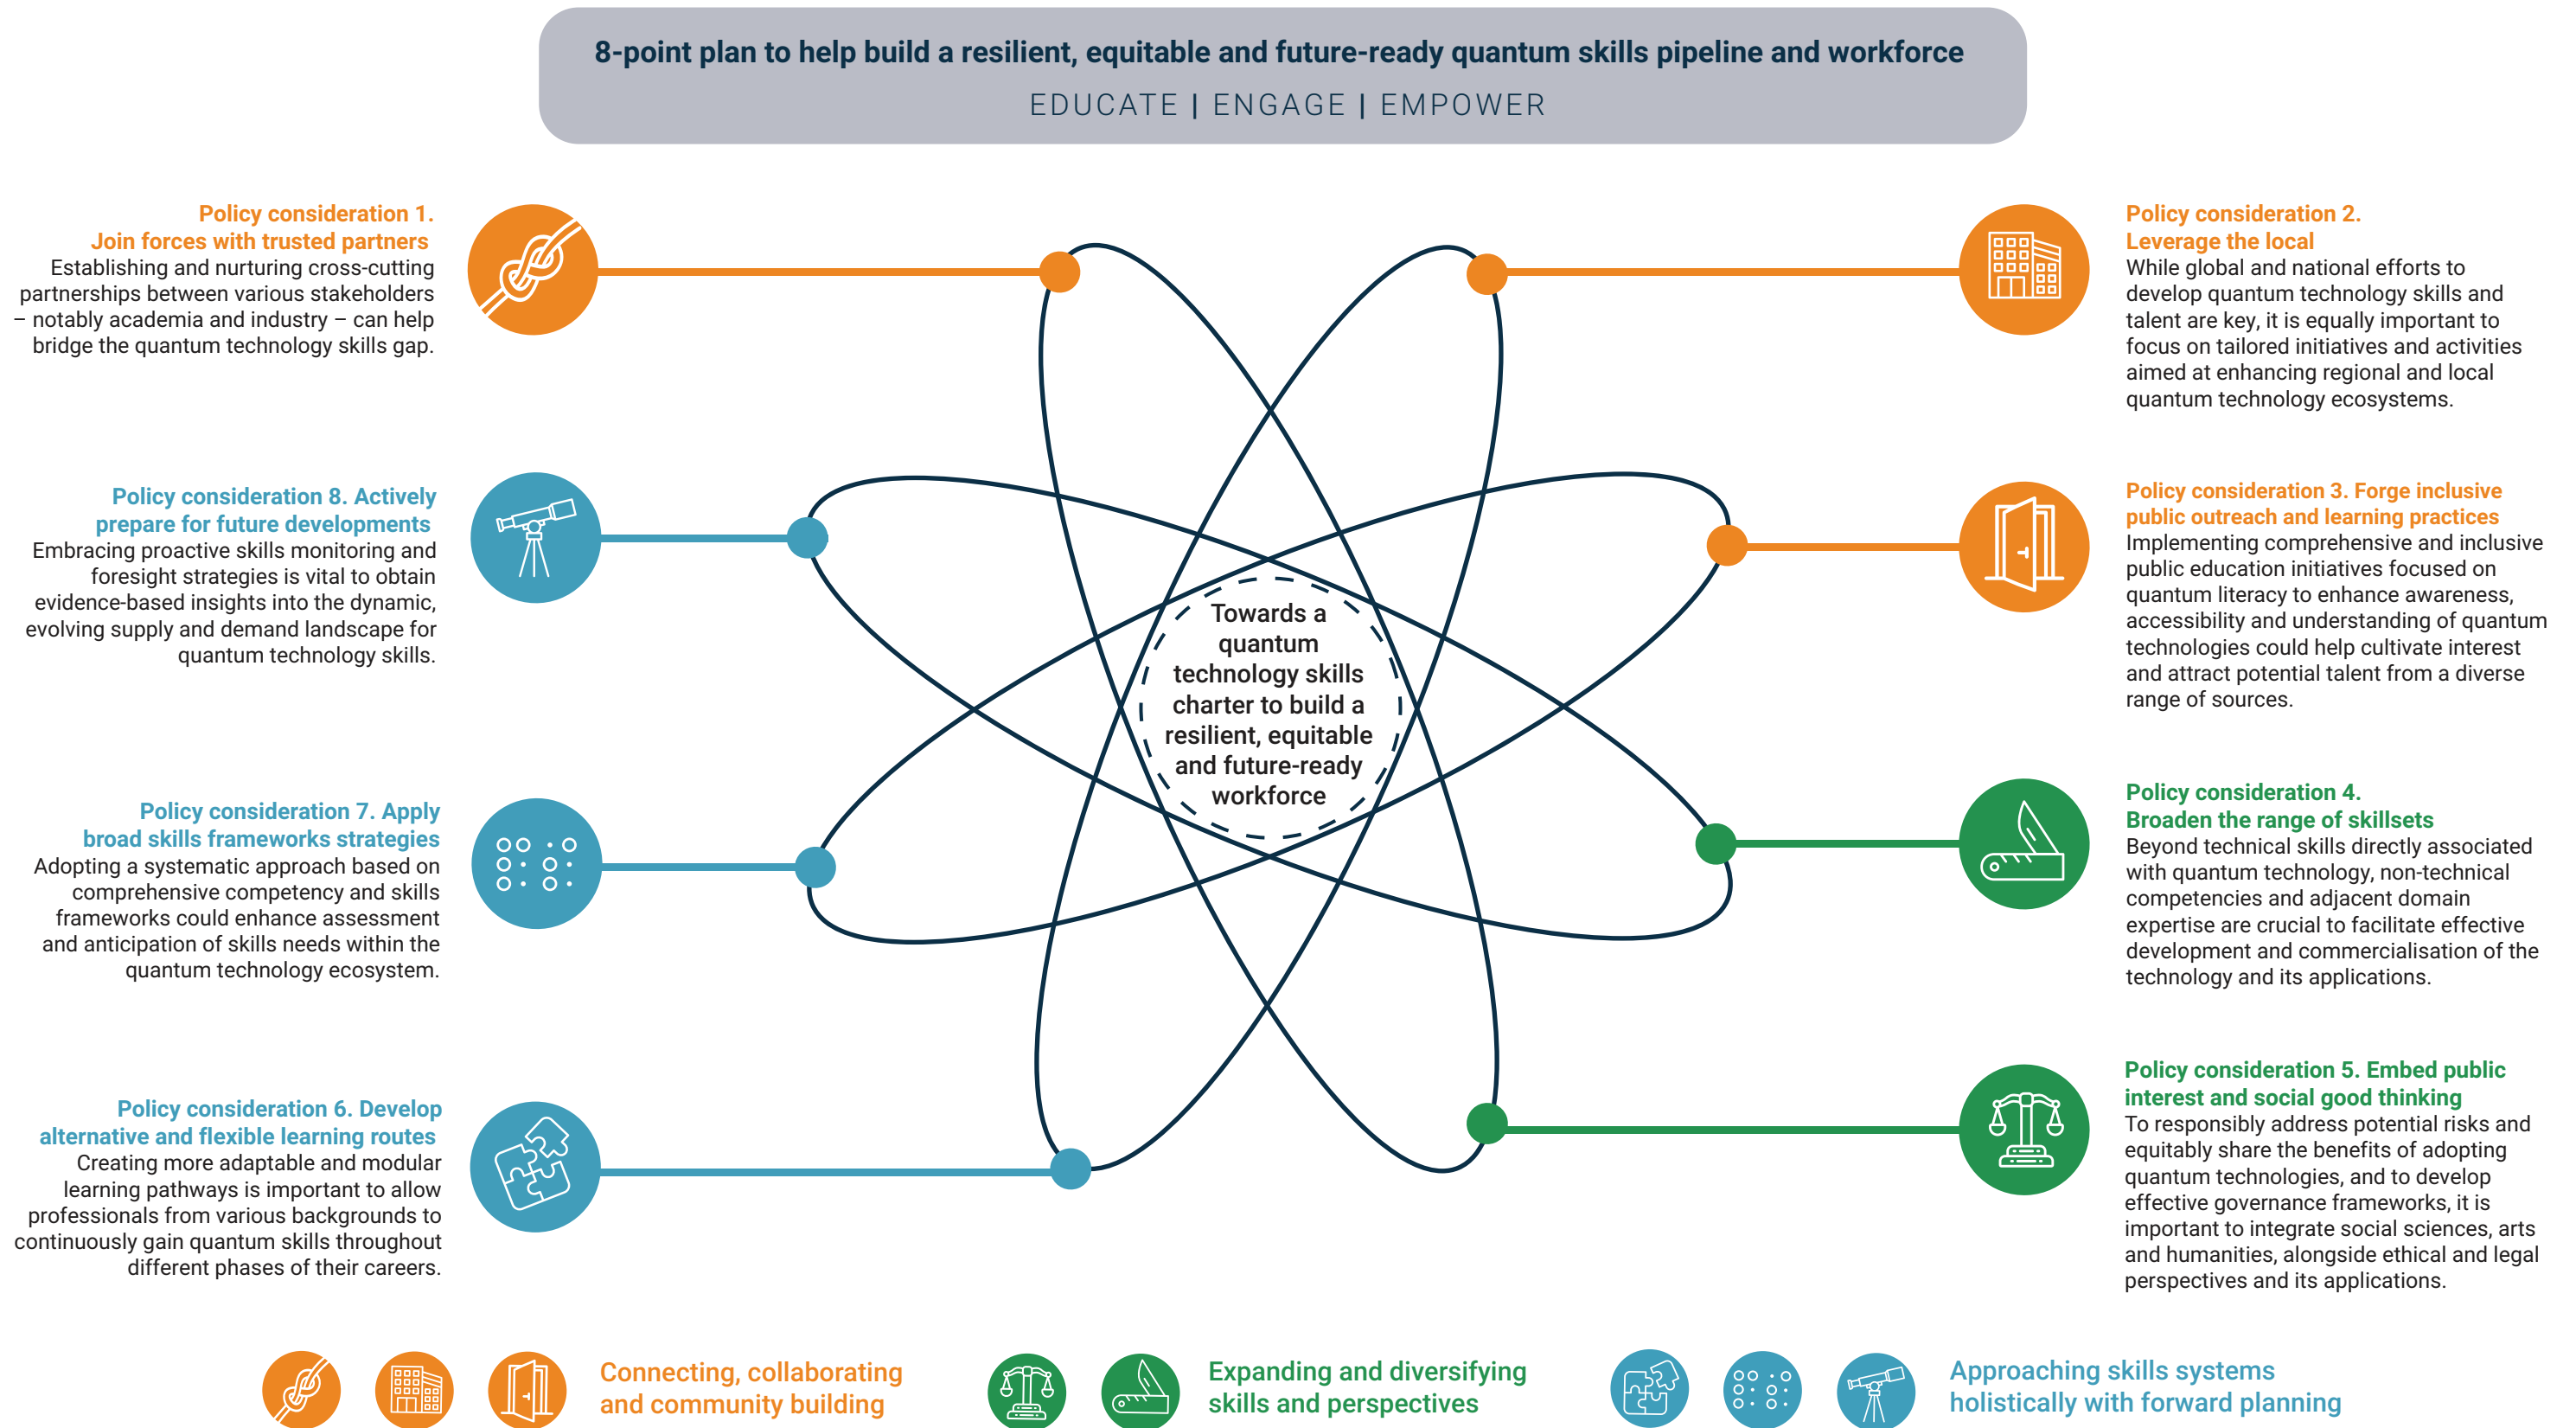 8-point plan to help build a resilient, equitable and future-ready quantum skills pipeline and workforce
EDUCATE | ENGAGE | EMPOWER
Policy consideration 1.
Join forces with trusted partners
Establishing and nurturing cross-cutting
partnerships between various stakeholders
– notably academia and industry – can help
bridge the quantum technology skills gap.
Policy consideration 2.
Leverage the local
While global and national efforts to
develop quantum technology skills and
talent are key, it is equally important to
focus on tailored initiatives and activities
aimed at enhancing regional and local
quantum technology ecosystems.
Policy consideration 8. Actively
prepare for future developments
Embracing proactive skills monitoring and
foresight strategies is vital to obtain
evidence-based insights into the dynamic,
evolving supply and demand landscape for
quantum technology skills.
Policy consideration 3. Forge inclusive
public outreach and learning practices
Implementing comprehensive and inclusive
public education initiatives focused on
quantum literacy to enhance awareness,
accessibility and understanding of quantum
technologies could help cultivate interest
and attract potential talent from a diverse
range of sources.
Towards a
quantum
technology skills
charter to build a
resilient, equitable
and future-ready
workforce
Policy consideration 7. Apply
broad skills frameworks strategies
Adopting a systematic approach based on
comprehensive competency and skills
frameworks could enhance assessment
and anticipation of skills needs within the
quantum technology ecosystem.
Policy consideration 4.
Broaden the range of skillsets
Beyond technical skills directly associated
with quantum technology, non-technical
competencies and adjacent domain
expertise are crucial to facilitate effective
development and commercialisation of the
technology and its applications.
Policy consideration 6. Develop
alternative and flexible learning routes
Creating more adaptable and modular
learning pathways is important to allow
professionals from various backgrounds to
continuously gain quantum skills throughout
different phases of their careers.
Policy consideration 5. Embed public
interest and social good thinking
To responsibly address potential risks and
equitably share the benefits of adopting
quantum technologies, and to develop
effective governance frameworks, it is
important to integrate social sciences, arts
and humanities, alongside ethical and legal
perspectives and its applications.
Connecting, collaborating
and community building
Expanding and diversifying
skills and perspectives
Approaching skills systems
holistically with forward planning